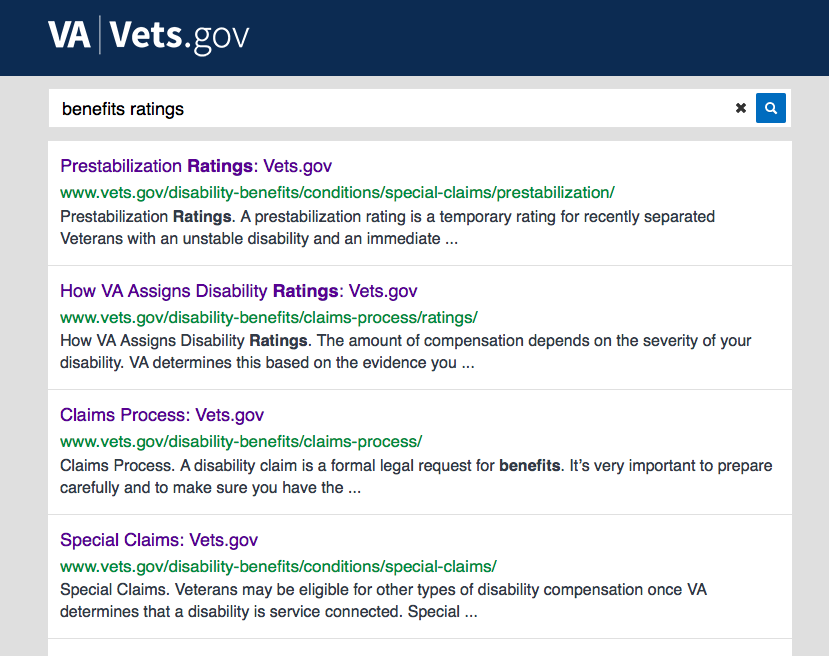 VA Vets.gov
benefits ratings
Prestabilization Ratings: Vets.gov
www.vets.gov/disability-benefits/conditions/special-claims/prestabilization/
Prestabilization Ratings. A prestabilization rating is a temporary rating for recently separated
Veterans with an unstable disability and an immediate ...
How VA Assigns Disability Ratings: Vets.gov
www.vets.gov/disability-benefits/claims-process/ratings/
How VA Assigns Disability Ratings. The amount of compensation depends on the severity of your
disability. VA determines this based on the evidence you ...
Claims Process: Vets.gov
www.vets.gov/disability-benefits/claims-process/
Claims Process. A disability claim is a formal legal request for benefits. It’s very important to prepare
carefully and to make sure you have the ...
Special Claims: Vets.gov
www.vets.gov/disability-benefits/conditions/special-claims/
Special Claims. Veterans may be eligible for other types of disability compensation once VA
determines that a disability is service connected. Special ...